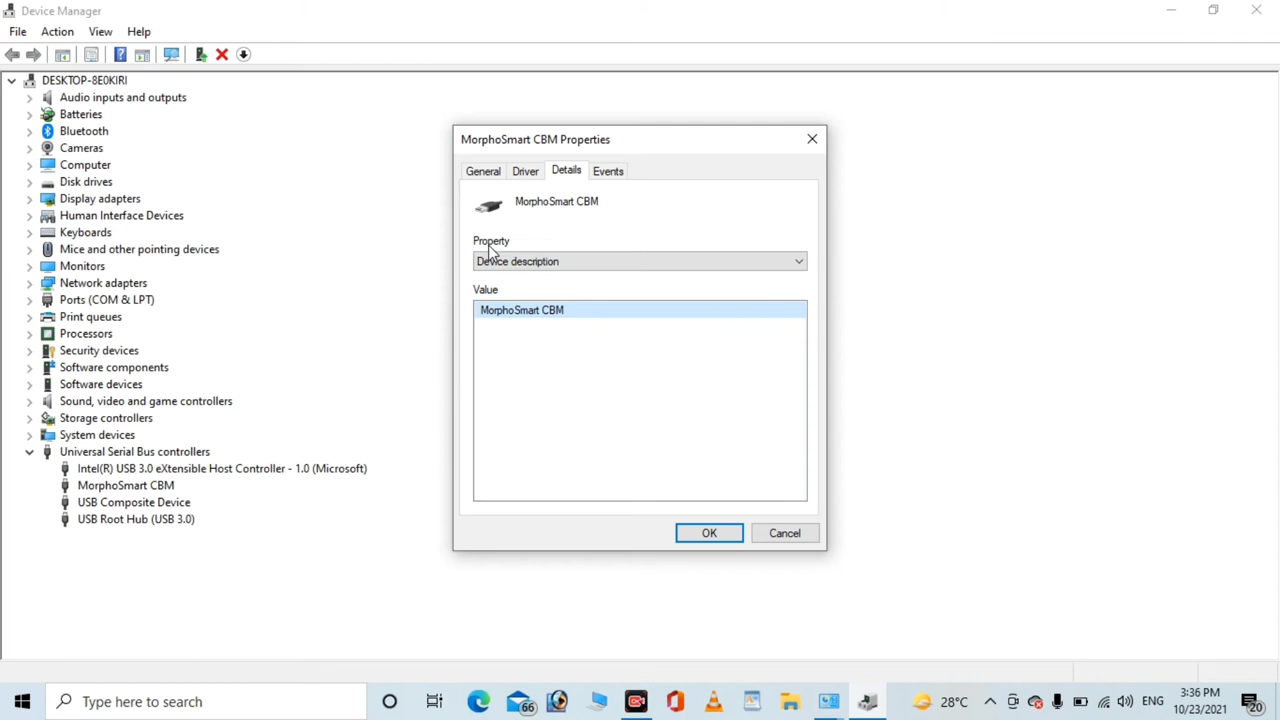 Device Manager
File Action View Help
DESKTOP-8E0KIRI
Audio inputs and outputs
Batteries
Bluetooth
Cameras
Computer
Disk drives
Display adapters
Human Interface Devices
Keyboards
Mice and other pointing devices
Monitors
Network adapters
Ports (COM & LPT)
Print queues
Processors
Security devices
Software components
Software devices
Sound, video and game controllers
Storage controllers
System devices
Universal Serial Bus controllers
Intel(R) USB 3.0 eXtensible Host Controller - 1.0 (Microsoft)
MorphoSmart CBM
USB Composite Device
USB Root Hub (USB 3.0)
MorphoSmart CBM Properties
General Driver Details Events
MorphoSmart CBM
Property
Device description
Value
MorphoSmart CBM
OK Cancel
Type here to search
66
28°C
ENG
3:36 PM
10/23/2021
20